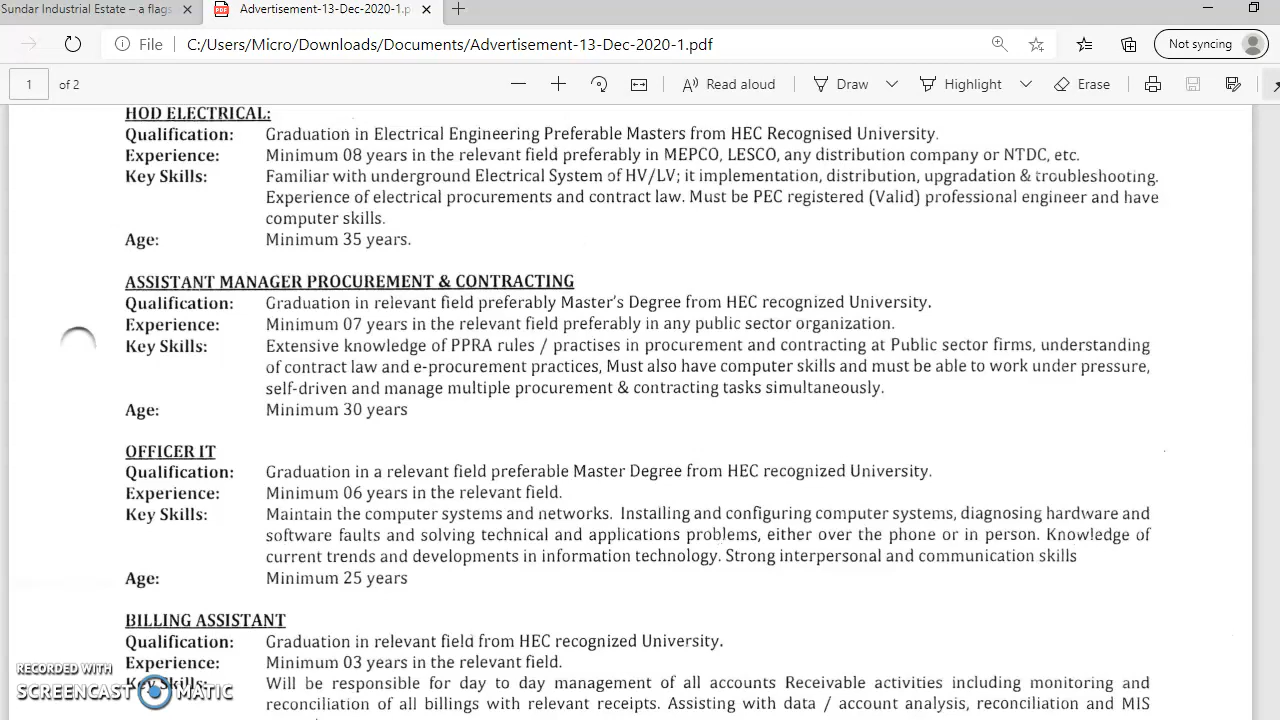 Sundar Industrial Estate – a flags
Advertisement-13-Dec-2020-1.p
File C:/Users/Micro/Downloads/Documents/Advertisement-13-Dec-2020-1.pdf Not syncing
1 of 2 Read aloud Draw Highlight Erase
HOD ELECTRICAL:
Qualification: Graduation in Electrical Engineering Preferable Masters from HEC Recognised University.
Experience: Minimum 08 years in the relevant field preferably in MEPCO, LESCO, any distribution company or NTDC, etc.
Key Skills: Familiar with underground Electrical System of HV/LV; it implementation, distribution, upgradation & troubleshooting.
Experience of electrical procurements and contract law. Must be PEC registered (Valid) professional engineer and have
computer skills.
Age: Minimum 35 years.
ASSISTANT MANAGER PROCUREMENT & CONTRACTING
Qualification: Graduation in relevant field preferably Master's Degree from HEC recognized University.
Experience: Minimum 07 years in the relevant field preferably in any public sector organization.
Key Skills: Extensive knowledge of PPRA rules / practises in procurement and contracting at Public sector firms, understanding
of contract law and e-procurement practices, Must also have computer skills and must be able to work under pressure,
self-driven and manage multiple procurement & contracting tasks simultaneously.
Age: Minimum 30 years
OFFICER IT
Qualification: Graduation in a relevant field preferable Master Degree from HEC recognized University.
Experience: Minimum 06 years in the relevant field.
Key Skills: Maintain the computer systems and networks. Installing and configuring computer systems, diagnosing hardware and
software faults and solving technical and applications problems, either over the phone or in person. Knowledge of
current trends and developments in information technology. Strong interpersonal and communication skills
Age: Minimum 25 years
BILLING ASSISTANT
Qualification: Graduation in relevant field from HEC recognized University.
Experience: Minimum 03 years in the relevant field.
Key Skills: Will be responsible for day to day management of all accounts Receivable activities including monitoring and
reconciliation of all billings with relevant receipts. Assisting with data / account analysis, reconciliation and MIS
RECORDED WITH
SCREENCAST MATIC